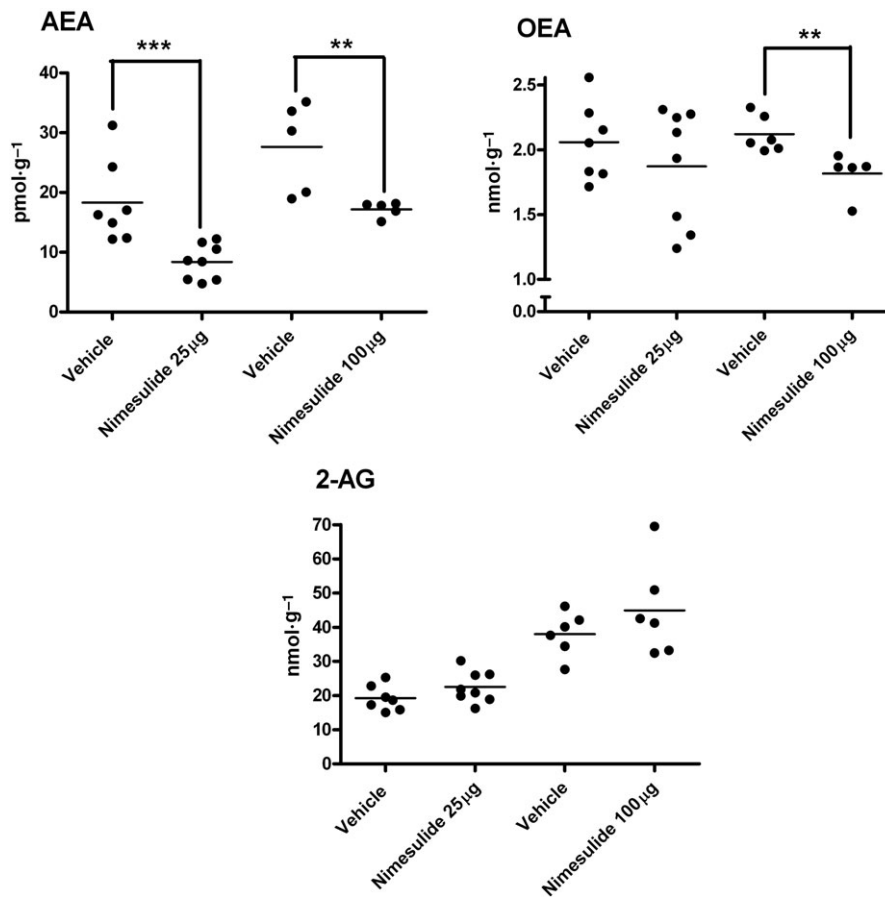 AEA
***
**
40
30
20
10
0
pmol·g⁻¹
Vehicle
Nimesulide 25µg
Vehicle
Nimesulide 100µg
OEA
**
2.5
2.0
1.5
1.0
0.0
nmol·g⁻¹
Vehicle
Nimesulide 25µg
Vehicle
Nimesulide 100µg
2-AG
70
60
50
40
30
20
10
0
nmol·g⁻¹
Vehicle
Nimesulide 25µg
Vehicle
Nimesulide 100µg